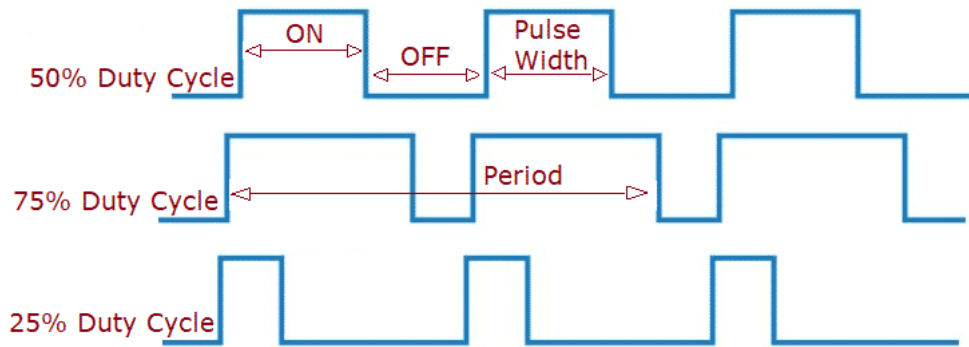 ON
OFF
Pulse
Width
50% Duty Cycle
Period
75% Duty Cycle
25% Duty Cycle